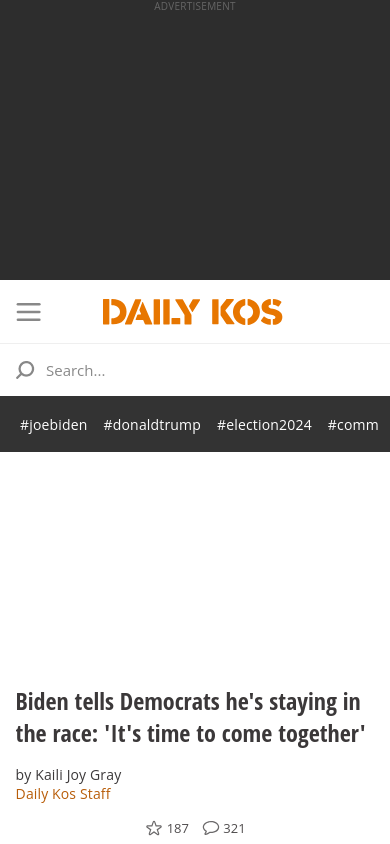 ADVERTISEMENT
DAILY KOS
Search...
#joebiden #donaldtrump #election2024 #comm
Biden tells Democrats he's staying in
the race: 'It's time to come together'
by Kaili Joy Gray
Daily Kos Staff
187 321